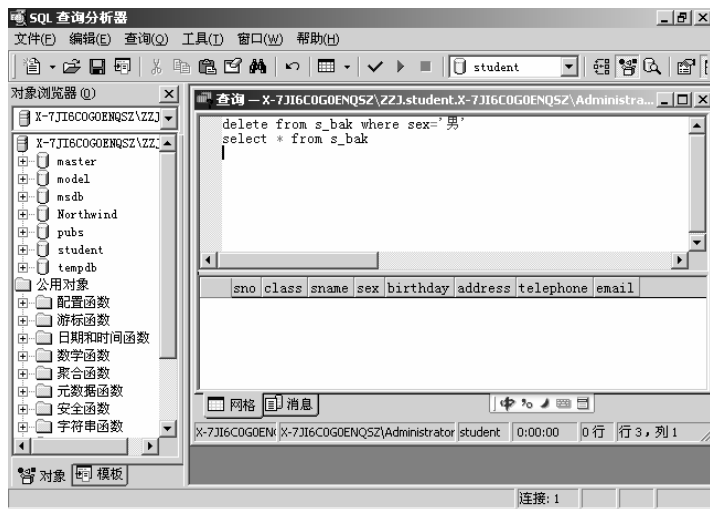 SQL 查询分析器
文件(F) 编辑(E) 查询(Q) 工具(T) 窗口(W) 帮助(H)
student
对象浏览器(O)
X-7JI6C0G0ENQSZ\ZZJ
X-7JI6C0G0ENQSZ\ZZJ
master
model
msdb
Northwind
pubs
student
tempdb
公用对象
配置函数
游标函数
日期和时间函数
数学函数
聚合函数
元数据函数
安全函数
字符串函数
对象 模板
查询 — X-7JI6C0G0ENQSZ\ZZJ.student.X-7JI6C0G0ENQSZ\Administra...
delete from s_bak where sex='男'
select * from s_bak
sno class sname sex birthday address telephone email
网格 消息
中
X-7JI6C0G0EN X-7JI6C0G0ENQSZ\Administrator student 0:00:00 0 行 行 3，列 1
连接: 1